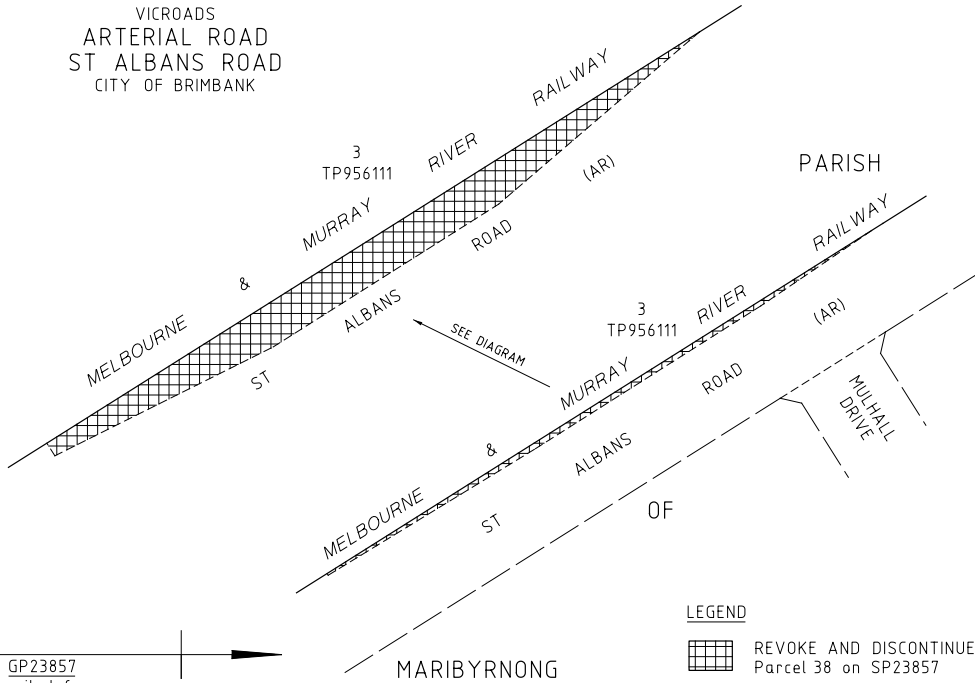 VICROADS
ARTERIAL ROAD
ST ALBANS ROAD
CITY OF BRIMBANK
MELBOURNE & MURRAY RIVER RAILWAY
3
TP956111
ST ALBANS ROAD (AR)
SEE DIAGRAM
PARISH
MELBOURNE & MURRAY RIVER RAILWAY
3
TP956111
ST ALBANS ROAD (AR)
MULHALL
DRIVE
OF
MARIBYRNONG
LEGEND
REVOKE AND DISCONTINUE
Parcel 38 on SP23857
GP23857